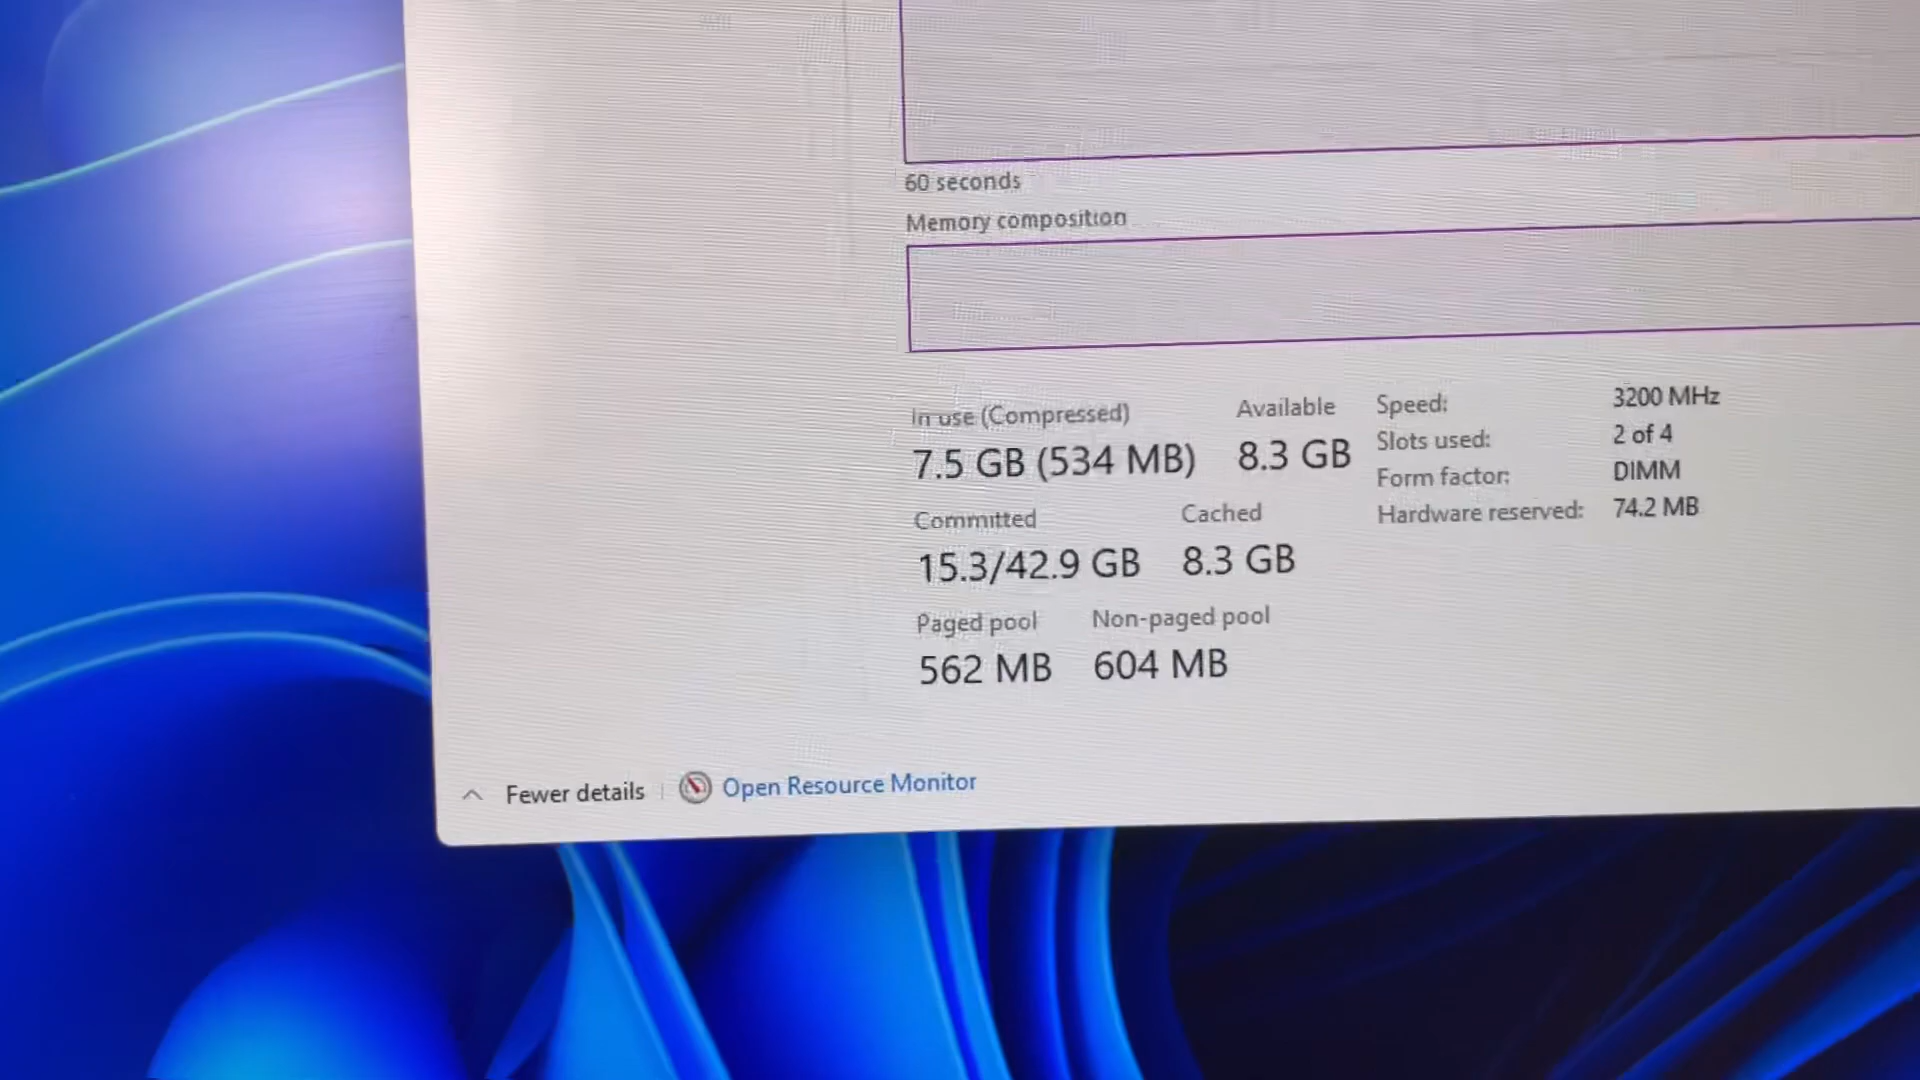 60 seconds
Memory composition
In use (Compressed)
7.5 GB (534 MB)
Available
8.3 GB
Committed
15.3/42.9 GB
Cached
8.3 GB
Paged pool
562 MB
Non-paged pool
604 MB
Speed: 3200 MHz
Slots used: 2 of 4
Form factor: DIMM
Hardware reserved: 74.2 MB
Fewer details
Open Resource Monitor